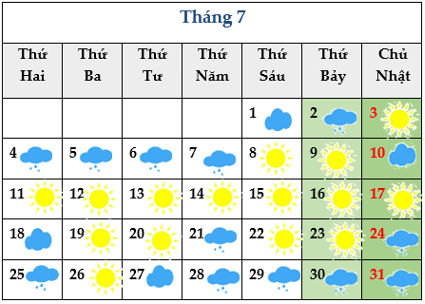 Tháng 7
Thứ Hai Thứ Ba Thứ Tư Thứ Năm Thứ Sáu Thứ Bảy Chủ Nhật
1 2 3
4 5 6 7 8 9 10
11 12 13 14 15 16 17
18 19 20 21 22 23 24
25 26 27 28 29 30 31